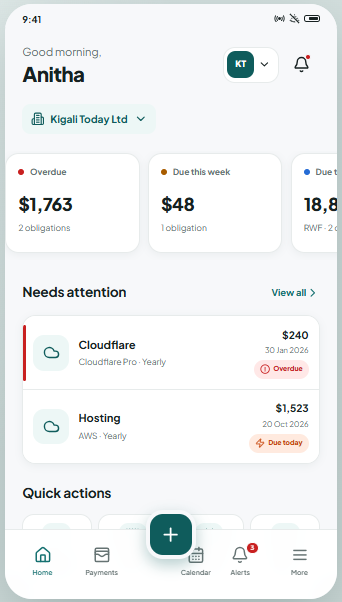 9:41
Good morning,
Anitha
KT
Kigali Today Ltd
Overdue
$1,763
2 obligations
Due this week
$48
1 obligation
Due t
18,8
RWF · 2
Needs attention
View all
Cloudflare
Cloudflare Pro · Yearly
$240
30 Jan 2026
Overdue
Hosting
AWS · Yearly
$1,523
20 Oct 2026
Due today
Quick actions
Home
Payments
Calendar
3
Alerts
More